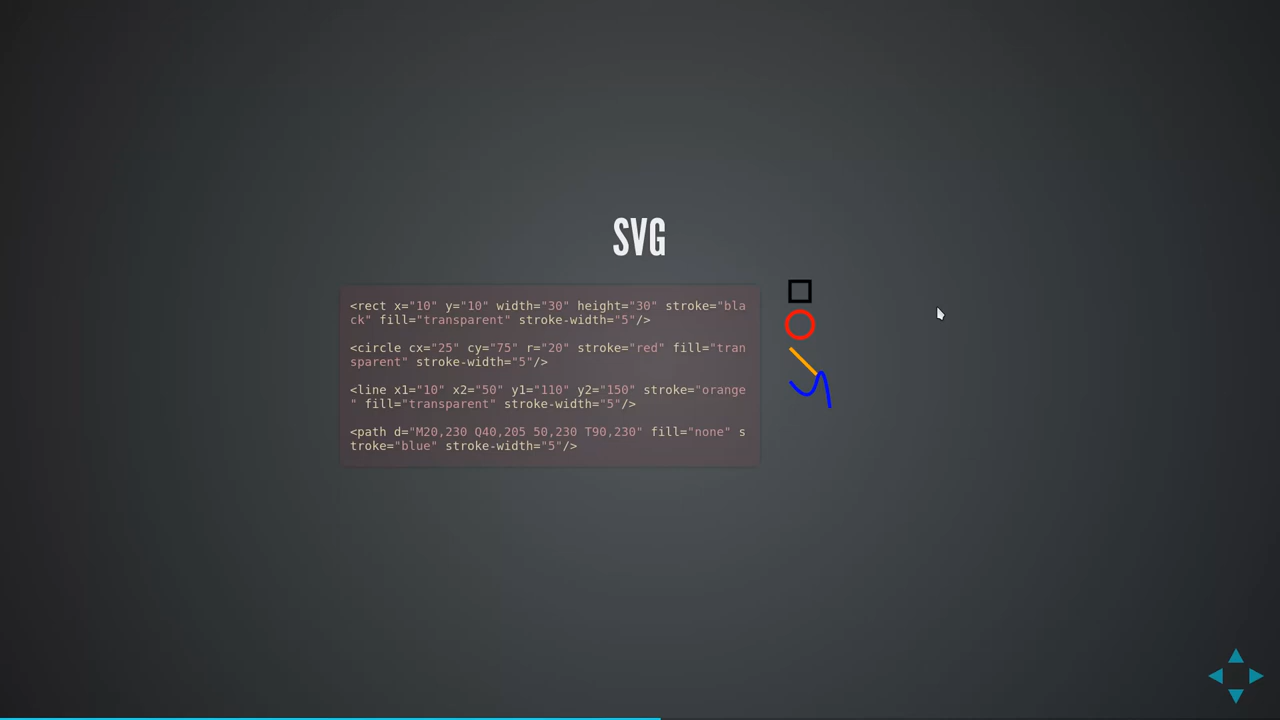 SVG
<rect x="10" y="10" width="30" height="30" stroke="bla
ck" fill="transparent" stroke-width="5"/>
<circle cx="25" cy="75" r="20" stroke="red" fill="tran
sparent" stroke-width="5"/>
<line x1="10" x2="50" y1="110" y2="150" stroke="orange
" fill="transparent" stroke-width="5"/>
<path d="M20,230 Q40,205 50,230 T90,230" fill="none" s
troke="blue" stroke-width="5"/>